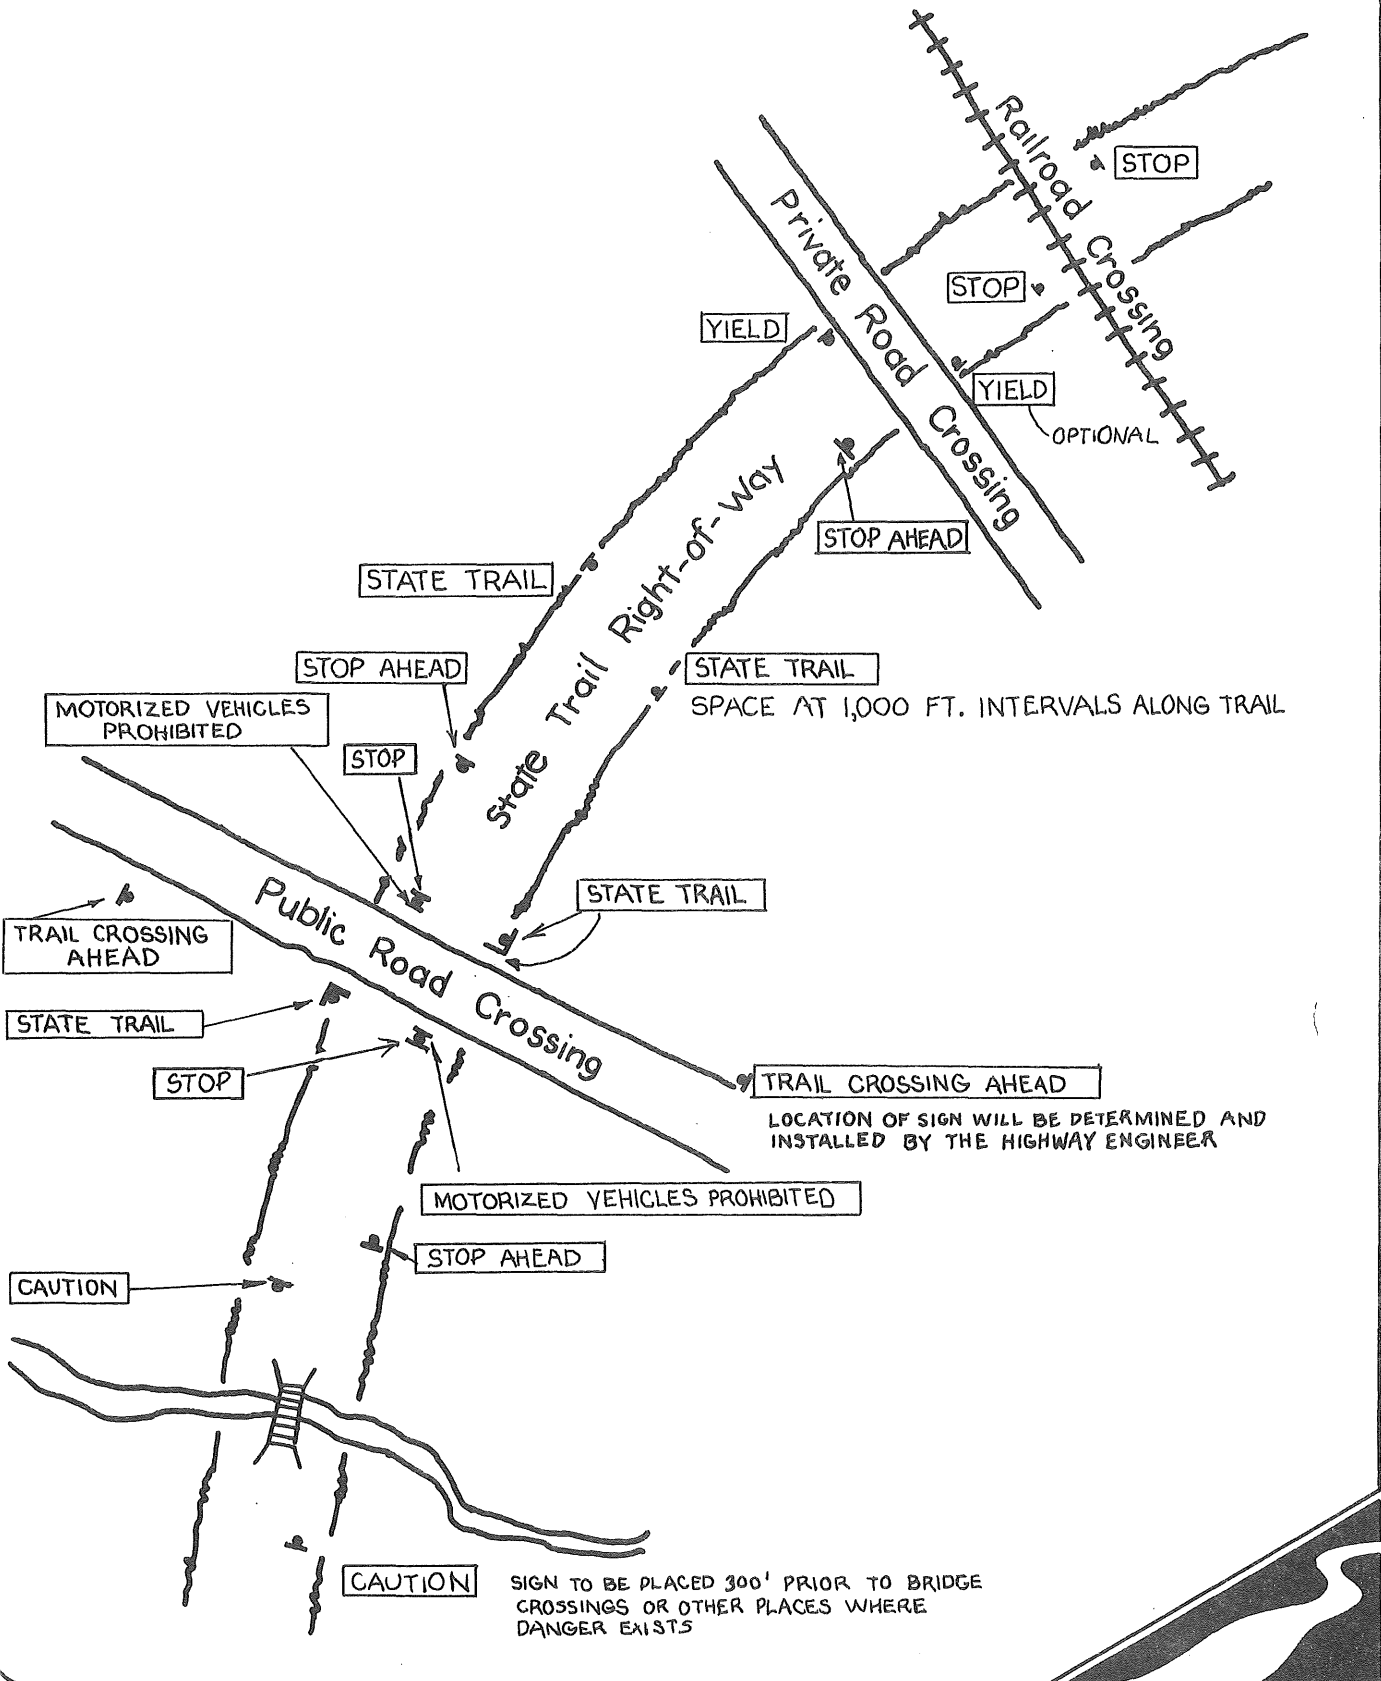 Railroad Crossing
STOP
Private Road Crossing
STOP
YIELD
YIELD
OPTIONAL
STOP AHEAD
State Trail Right-of-Way
STATE TRAIL
STOP AHEAD
STATE TRAIL
SPACE AT 1,000 FT. INTERVALS ALONG TRAIL
MOTORIZED VEHICLES
PROHIBITED
STOP
STATE TRAIL
Public Road Crossing
TRAIL CROSSING
AHEAD
STATE TRAIL
STOP
TRAIL CROSSING AHEAD
LOCATION OF SIGN WILL BE DETERMINED AND
INSTALLED BY THE HIGHWAY ENGINEER
MOTORIZED VEHICLES PROHIBITED
STOP AHEAD
CAUTION
CAUTION
SIGN TO BE PLACED 300' PRIOR TO BRIDGE
CROSSINGS OR OTHER PLACES WHERE
DANGER EXISTS